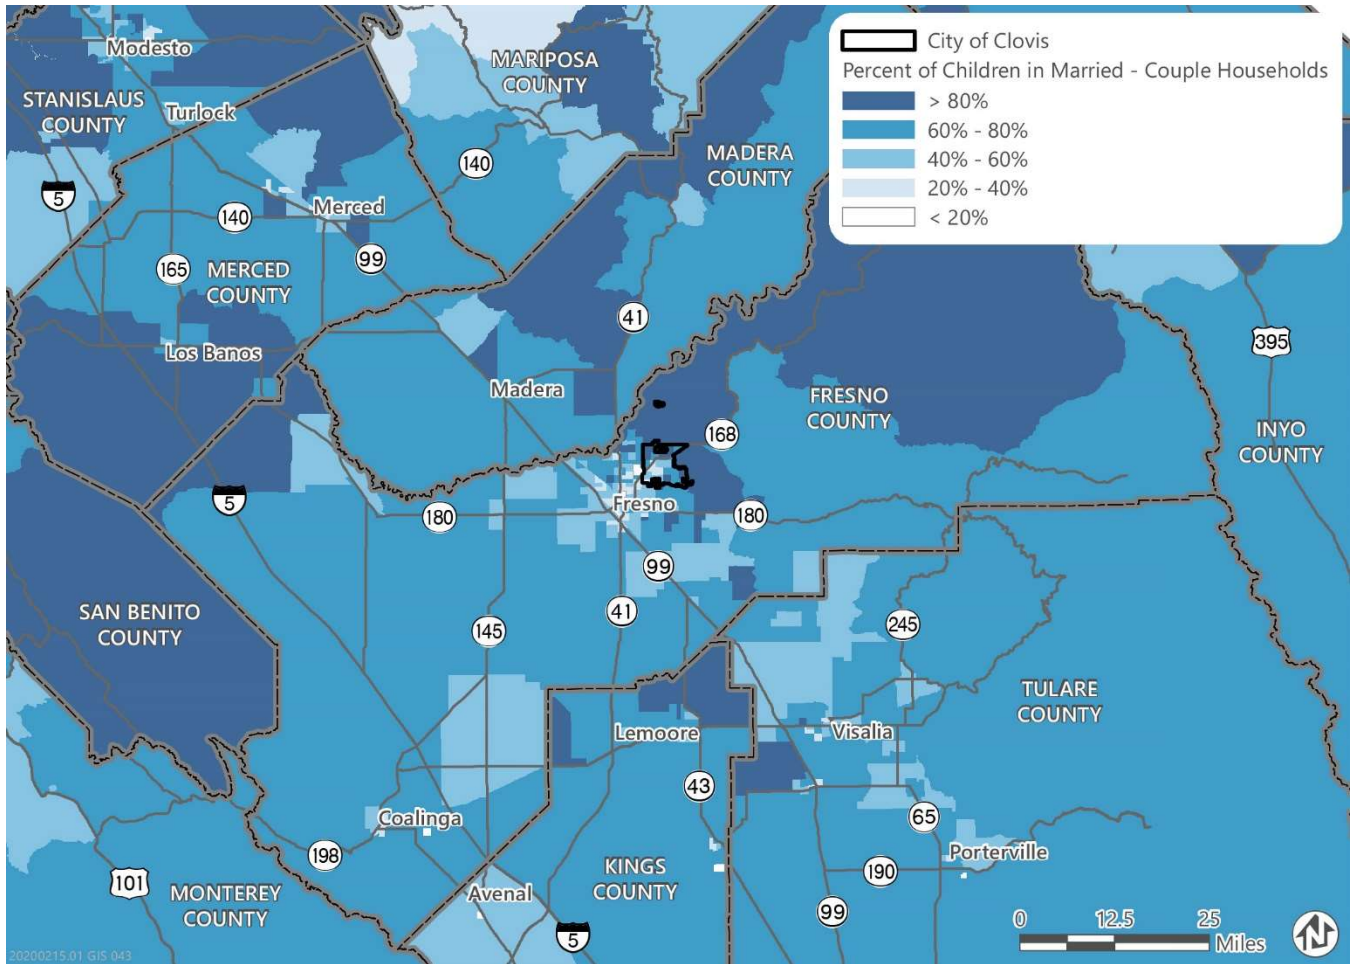 City of Clovis
Percent of Children in Married - Couple Households
> 80%
60% - 80%
40% - 60%
20% - 40%
< 20%
Modesto
MARIPOSA
COUNTY
STANISLAUS
COUNTY
Turlock
MADERA
COUNTY
140
5
Merced
140
99
165
MERCED
COUNTY
41
395
Los Banos
Madera
FRESNO
COUNTY
168
INYO
COUNTY
5
Fresno
180
180
99
SAN BENITO
COUNTY
41
145
245
TULARE
COUNTY
Lemoore
Visalia
43
Coalinga
65
198
Porterville
KINGS
COUNTY
190
101
MONTEREY
COUNTY
Avenal
99
5
0 12.5 25
Miles
N
20200215.01 GIS 043